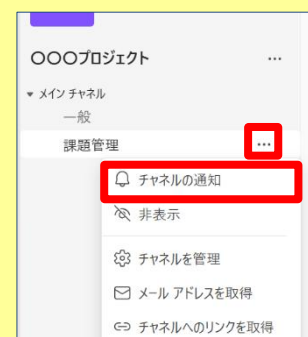 〇〇〇プロジェクト …
▾ メイン チャネル
一般
課題管理 …
チャネルの通知
非表示
チャネルを管理
メール アドレスを取得
チャネルへのリンクを取得